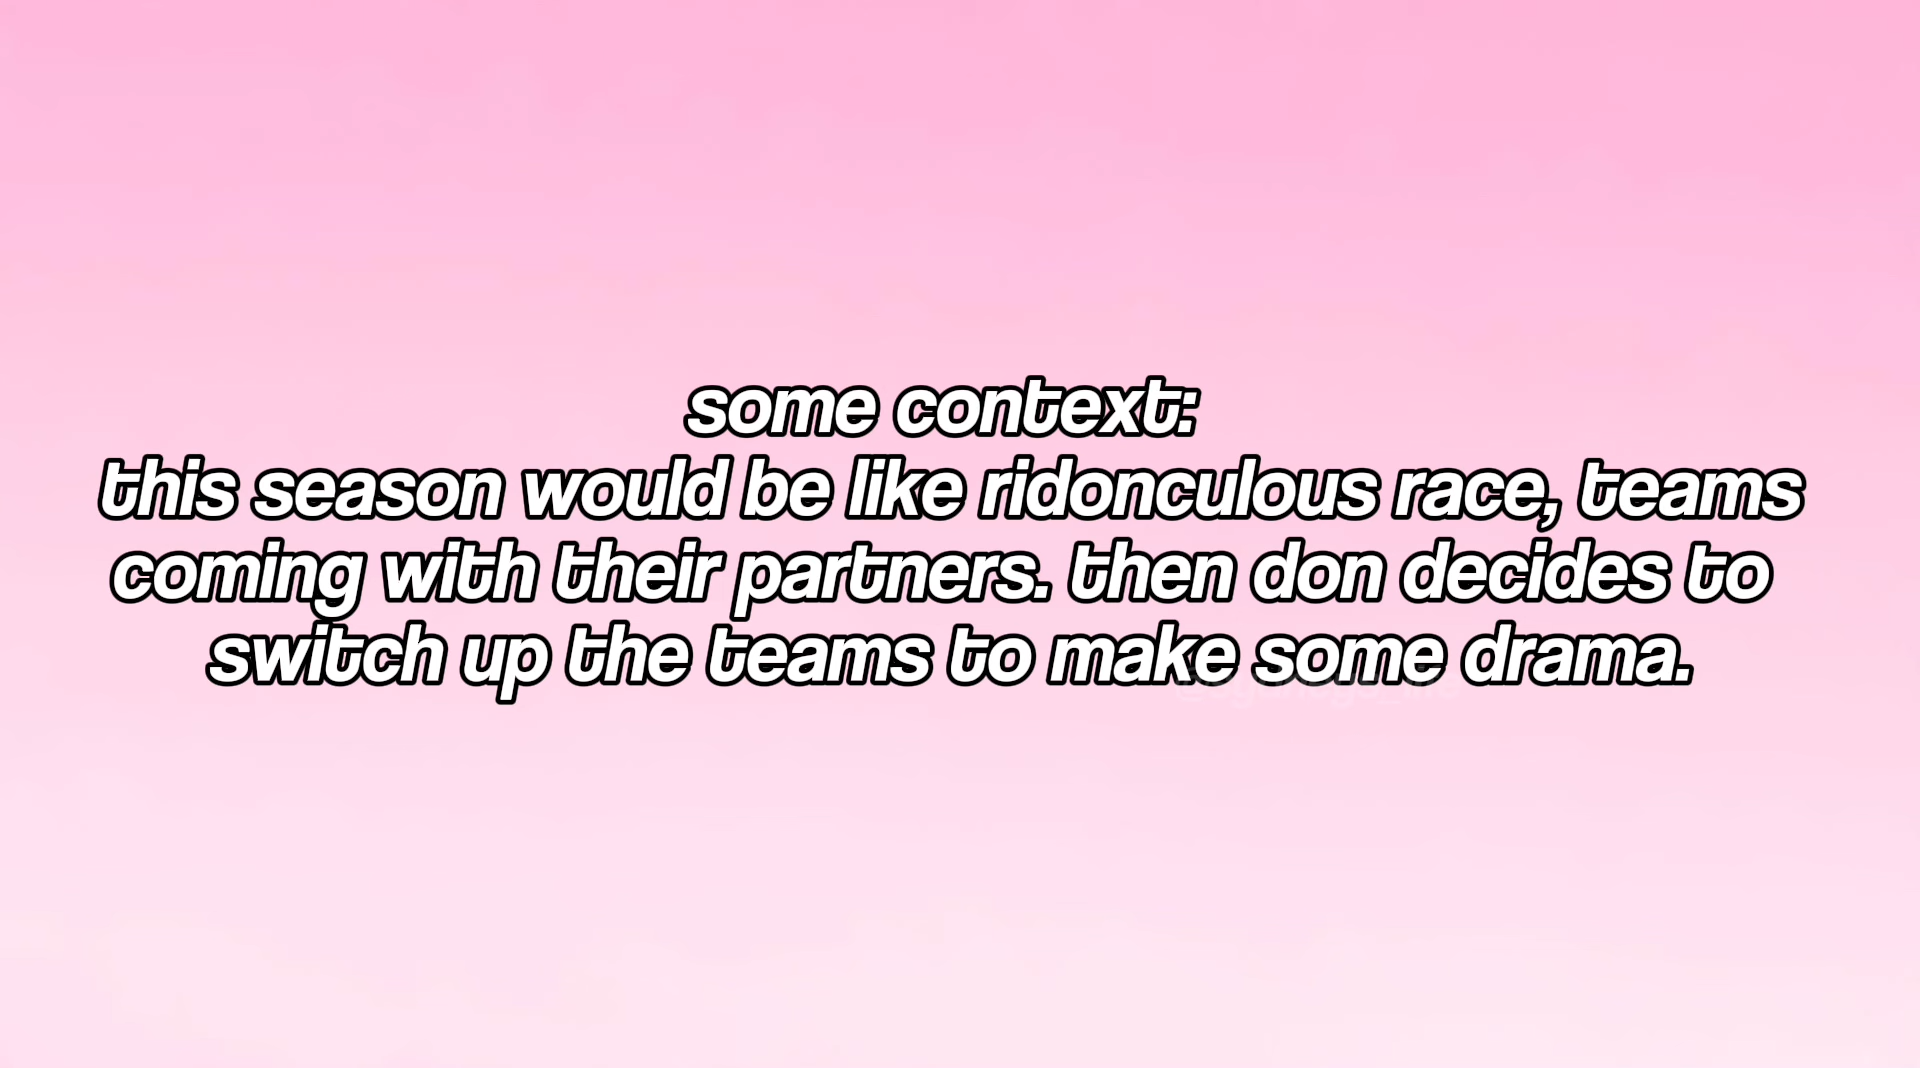 some context:
this season would be like ridonculous race, teams
coming with their partners. then don decides to
switch up the teams to make some drama.